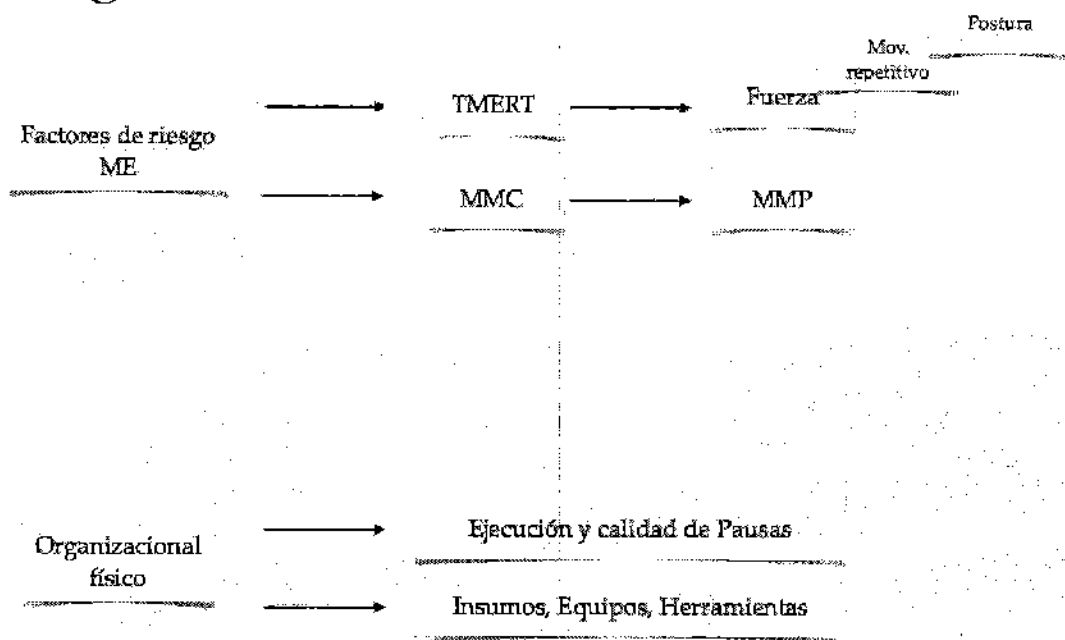 Postura
Mov.
repetitivo
TMERT
Fuerza
Factores de riesgo
ME
MMC
MMP
Ejecución y calidad de Pausas
Organizacional
físico
Insumos, Equipos, Herramientas